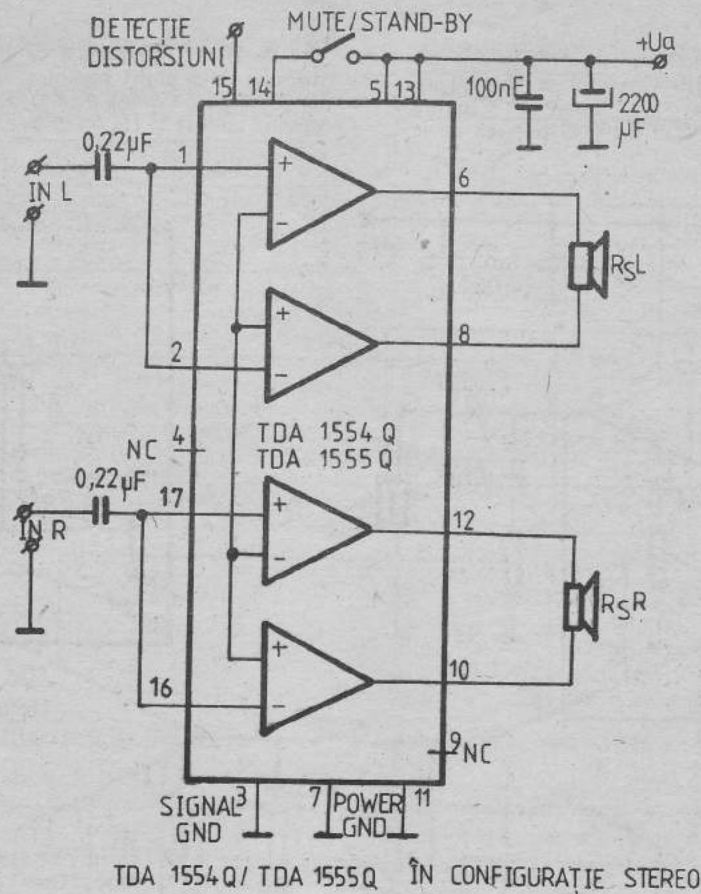 DETECȚIE
DISTORSIUNI
MUTE/STAND-BY
+Ua
15
14
5
13
100nF
2200
µF
0,22µF
1
6
IN L
RSL
2
8
TDA 1554 Q
TDA 1555 Q
4
NC
0,22µF
17
12
IN R
RSR
16
10
9
NC
SIGNAL
GND
3
7
POWER
GND
11
TDA 1554Q/ TDA 1555Q ÎN CONFIGURAȚIE STEREO